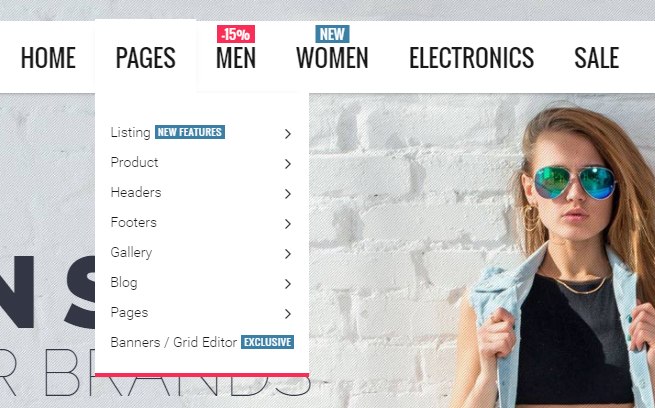 -15% NEW
HOME PAGES MEN WOMEN ELECTRONICS SALE
Listing NEW FEATURES
Product
Headers
Footers
Gallery
Blog
Pages
Banners / Grid Editor EXCLUSIVE
NS
R BRANDS